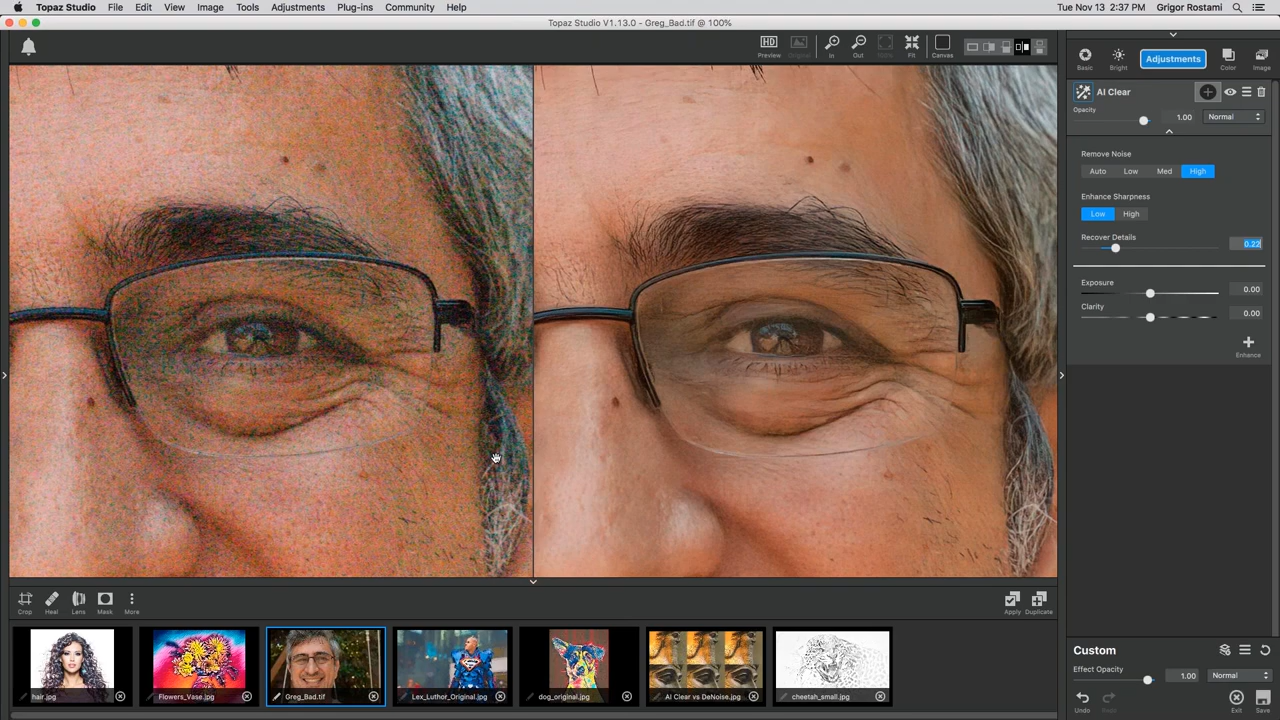 Topaz Studio File Edit View Image Tools Adjustments Plug-ins Community Help Tue Nov 13 2:37 PM Grigor Rostami
Topaz Studio V1.13.0 - Greg_Bad.tif @ 100%
Preview Original In Out 100% Fit Canvas
Basic Bright Adjustments Color Image
AI Clear
Opacity 1.00 Normal
Remove Noise
Auto Low Med High
Enhance Sharpness
Low High
Recover Details 0.22
Exposure 0.00
Clarity 0.00
Enhance
Crop Heal Lens Mask More Apply Duplicate
hair.jpg Flowers_Vase.jpg Greg_Bad.tif Lex_Luthor_Original.jpg dog_original.jpg AI Clear vs DeNoise.jpg cheetah_small.jpg
Custom
Effect Opacity 1.00 Normal
Undo Redo Exit Save